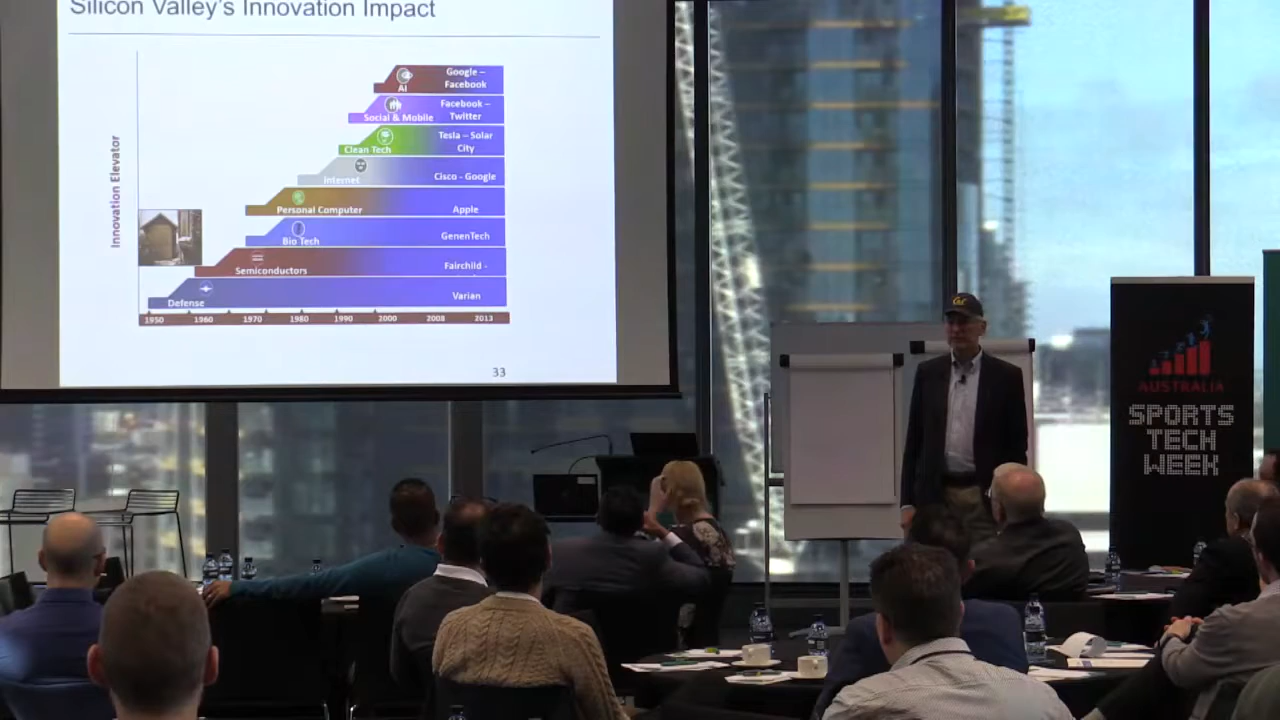 Silicon Valley's Innovation Impact
Innovation Elevator
Google –
Facebook
AI
Facebook –
Twitter
Social & Mobile
Tesla – Solar
City
Clean Tech
Internet
Cisco - Google
Personal Computer
Apple
Bio Tech
GenenTech
Semiconductors
Fairchild -
Defense
Varian
1950 1960 1970 1980 1990 2000 2008 2013
33
Cal
AUSTRALIA
SPORTS
TECH
WEEK